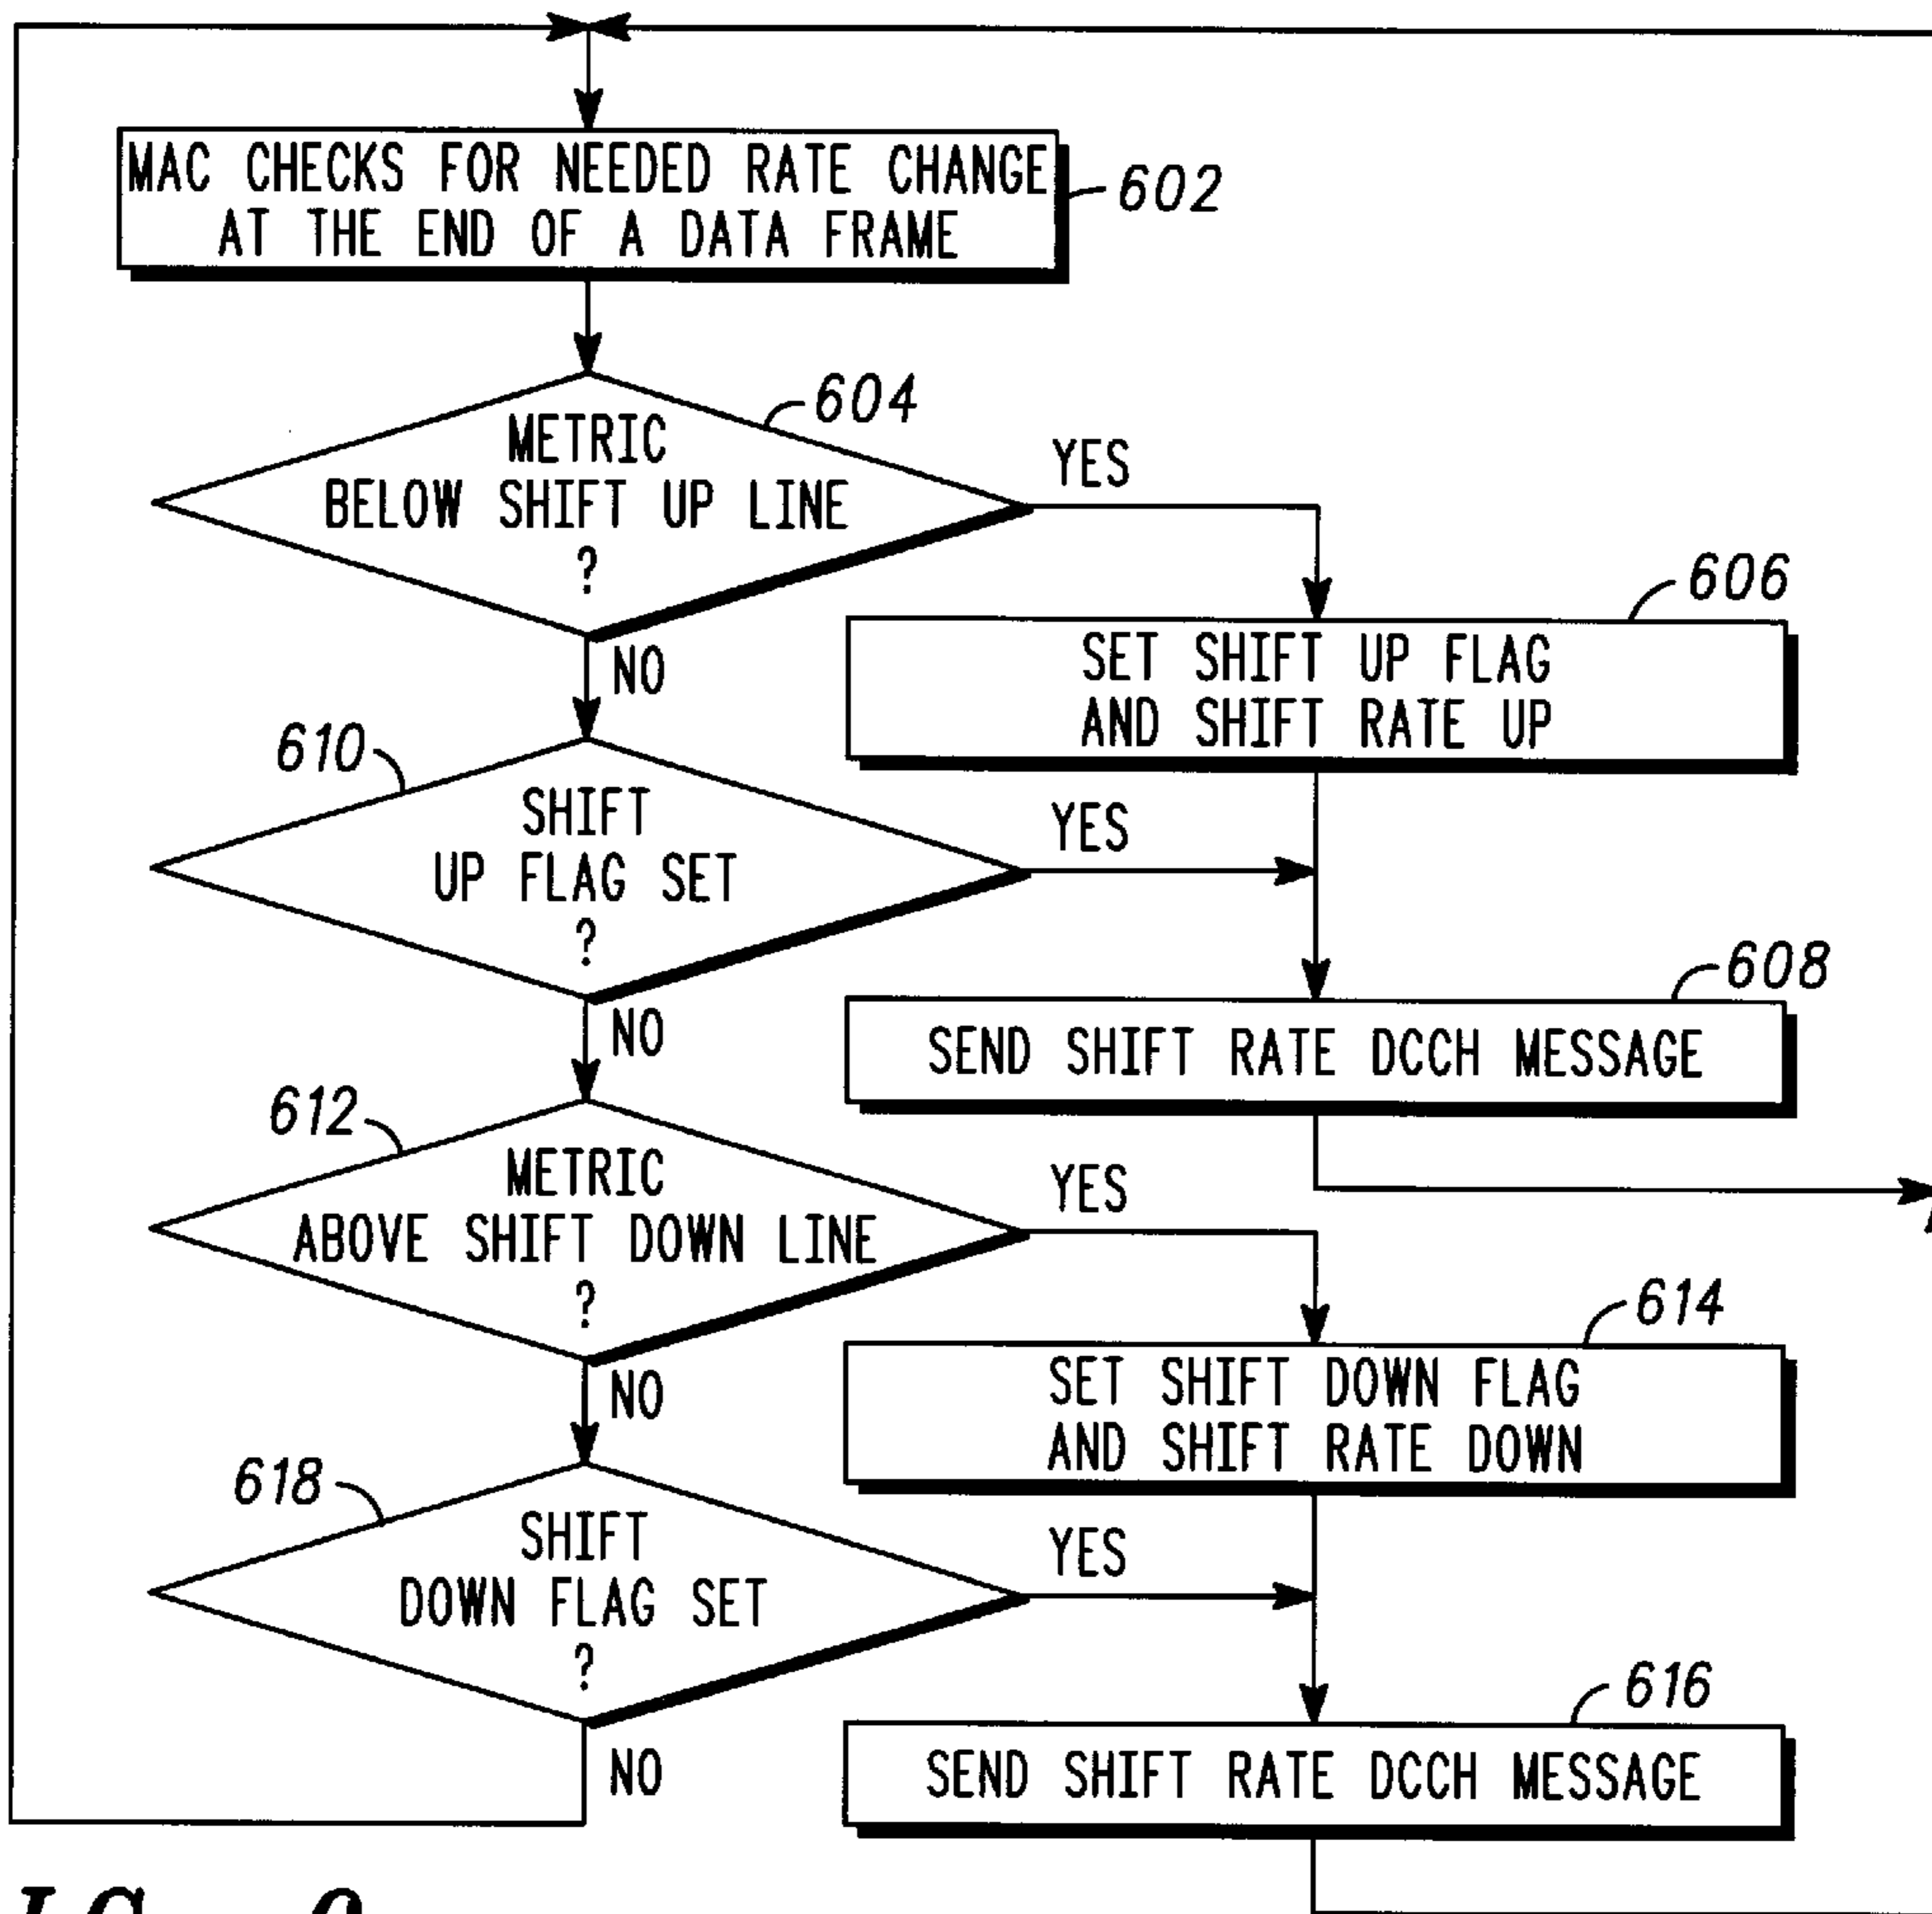 MAC CHECKS FOR NEEDED RATE CHANGE
AT THE END OF A DATA FRAME
602
METRIC
BELOW SHIFT UP LINE
?
604
YES
NO
SET SHIFT UP FLAG
AND SHIFT RATE UP
606
610
SHIFT
UP FLAG SET
?
YES
NO
608
SEND SHIFT RATE DCCH MESSAGE
612
METRIC
ABOVE SHIFT DOWN LINE
?
YES
NO
614
SET SHIFT DOWN FLAG
AND SHIFT RATE DOWN
618
SHIFT
DOWN FLAG SET
?
YES
NO
616
SEND SHIFT RATE DCCH MESSAGE